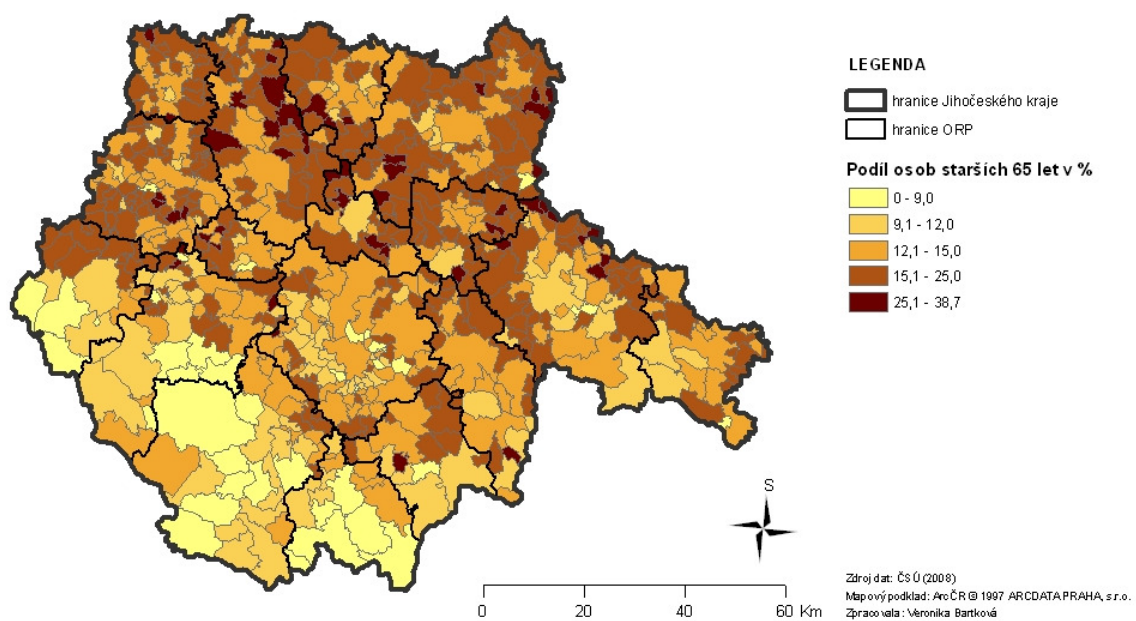 LEGENDA
hranice Jihočeského kraje
hranice ORP
Podíl osob starších 65 let v %
0 - 9,0
9,1 - 12,0
12,1 - 15,0
15,1 - 25,0
25,1 - 38,7
S
0 20 40 60 Km
Zdroj dat: ČSÚ (2008)
Mapový podklad: ArcČR © 1997 ARCDATA PRAHA, s.r.o.
Zpracovala: Veronika Bartková